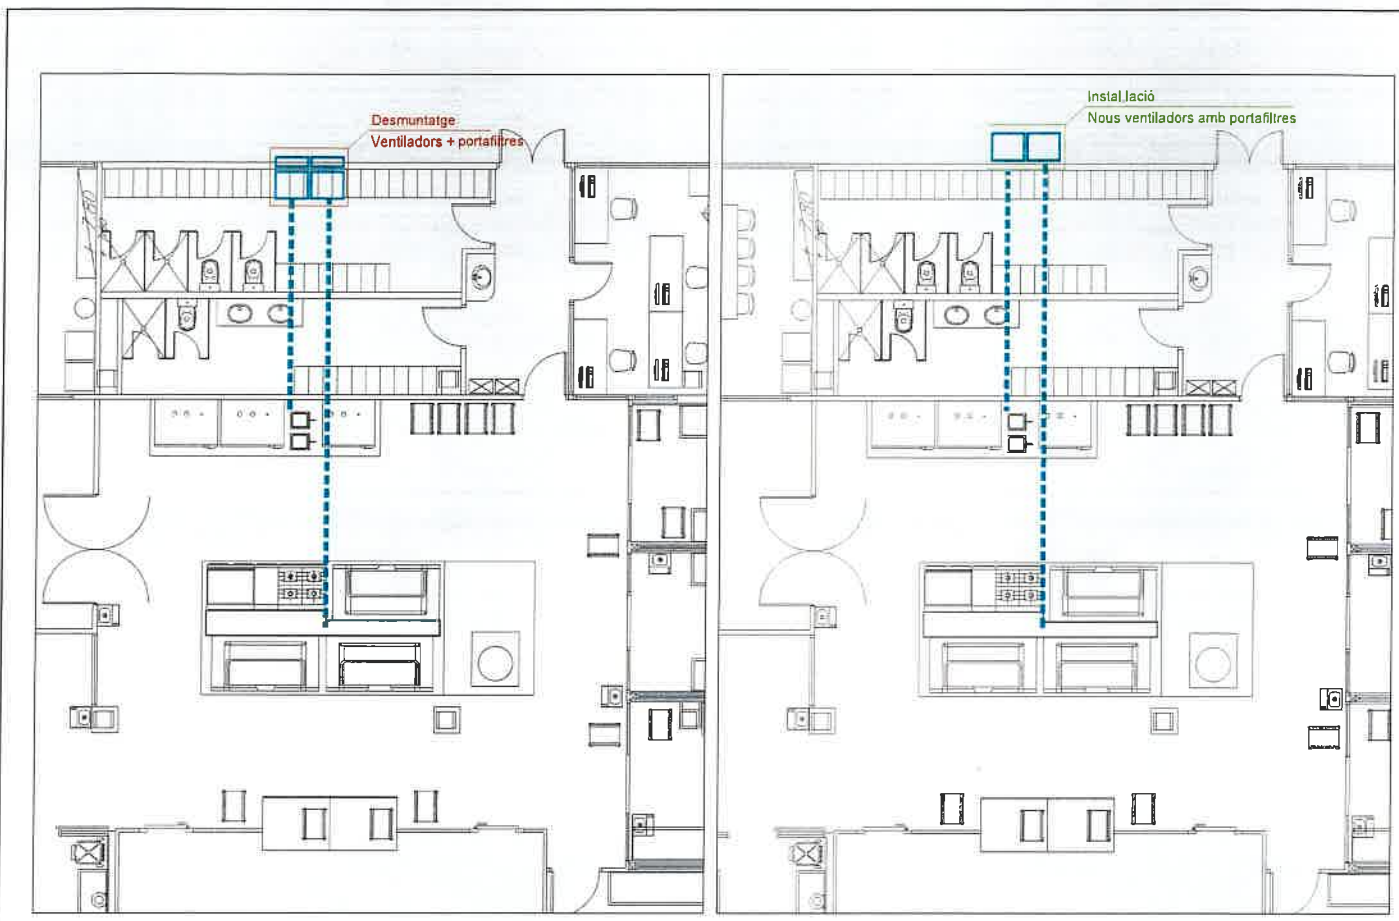 Desmuntatge
Ventiladors + portafiltres
Instal.lació
Nous ventiladors amb portafiltres